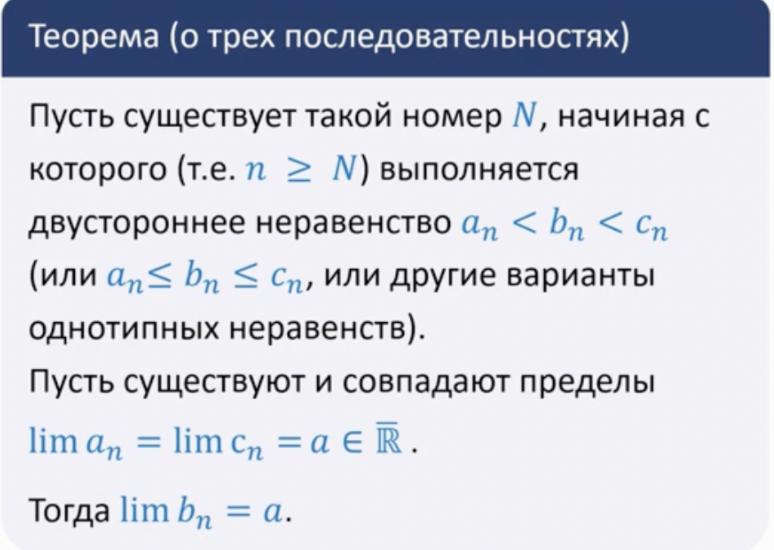 Теорема (о трех последовательностях)
Пусть существует такой номер N, начиная с
которого (т.е. n ≥ N) выполняется
двустороннее неравенство aₙ < bₙ < cₙ
(или aₙ≤ bₙ ≤ cₙ, или другие варианты
однотипных неравенств).
Пусть существуют и совпадают пределы
lim aₙ = lim cₙ = a ∈ ℝ̅ .
Тогда lim bₙ = a.